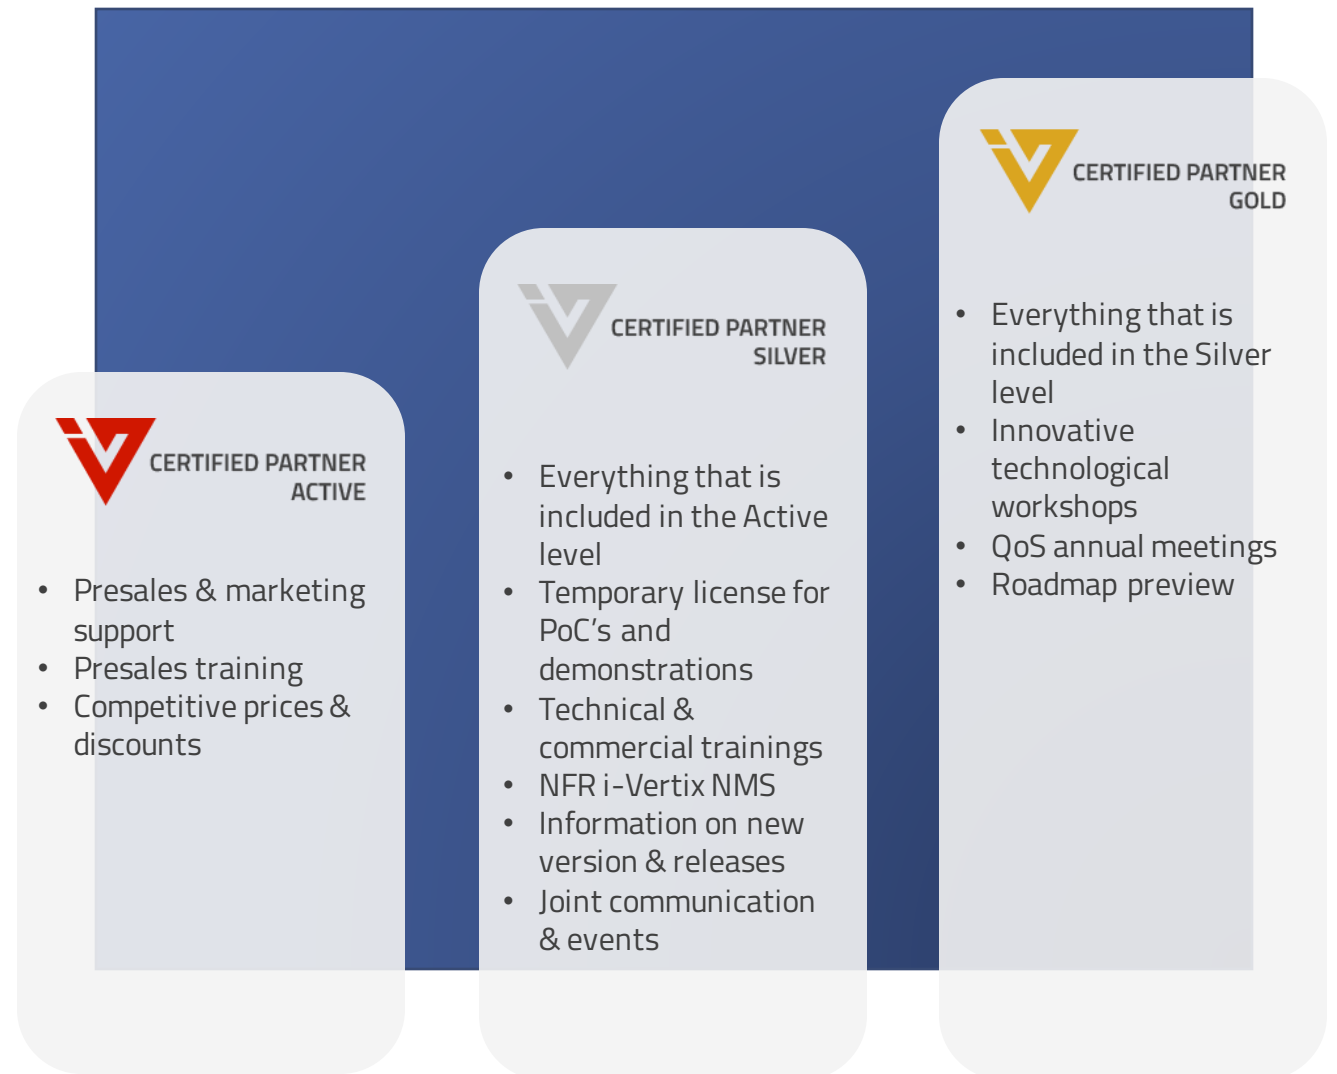 CERTIFIED PARTNER
ACTIVE
• Presales & marketing
support
• Presales training
• Competitive prices &
discounts
CERTIFIED PARTNER
SILVER
• Everything that is
included in the Active
level
• Temporary license for
PoC’s and
demonstrations
• Technical &
commercial trainings
• NFR i-Vertix NMS
• Information on new
version & releases
• Joint communication
& events
CERTIFIED PARTNER
GOLD
• Everything that is
included in the Silver
level
• Innovative
technological
workshops
• QoS annual meetings
• Roadmap preview